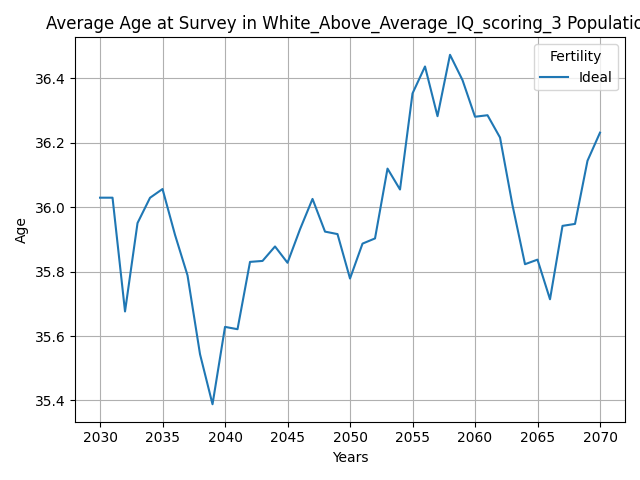 Average Age at Survey in White_Above_Average_IQ_scoring_3 Populatio
Fertility
Ideal
36.4
36.2
36.0
35.8
35.6
35.4
Age
2030 2035 2040 2045 2050 2055 2060 2065 2070
Years